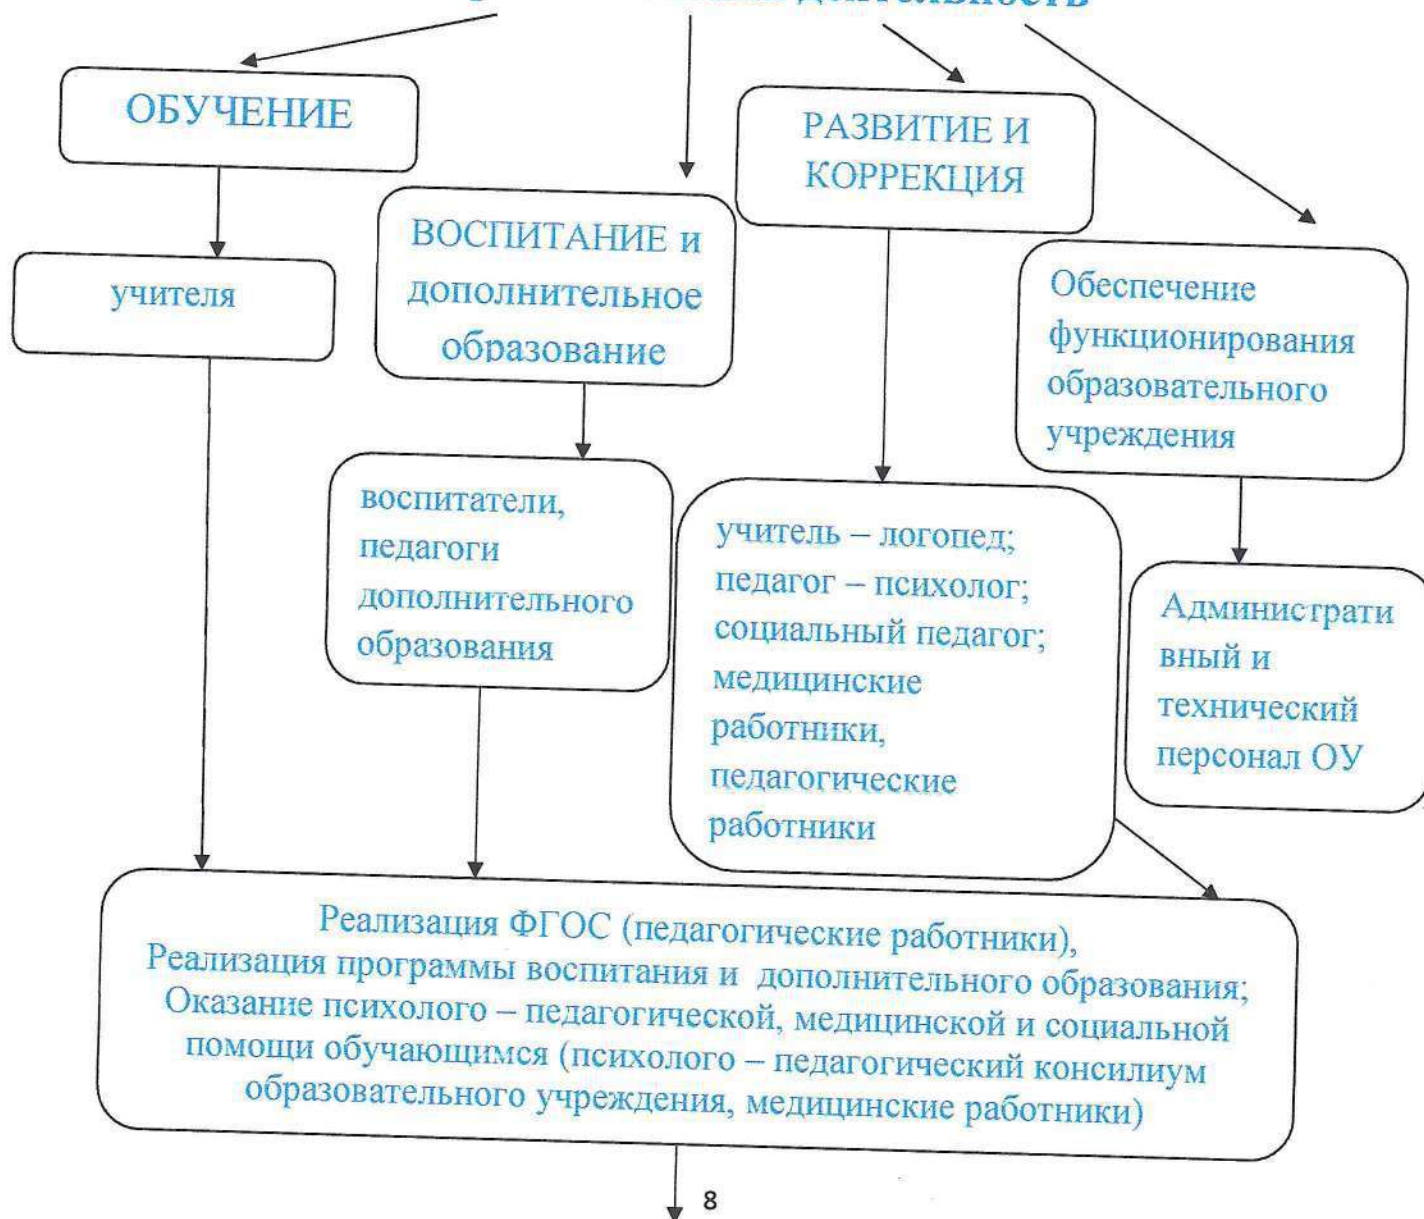 деятельность
ОБУЧЕНИЕ
учителя
ВОСПИТАНИЕ и
дополнительное
образование
РАЗВИТИЕ И
КОРРЕКЦИЯ
Обеспечение
функционирования
образовательного
учреждения
воспитатели,
педагоги
дополнительного
образования
учитель – логопед;
педагог – психолог;
социальный педагог;
медицинские
работники,
педагогические
работники
Администрати
вный и
технический
персонал ОУ
Реализация ФГОС (педагогические работники),
Реализация программы воспитания и дополнительного образования;
Оказание психолого – педагогической, медицинской и социальной
помощи обучающимся (психолого – педагогический консилиум
образовательного учреждения, медицинские работники)
8